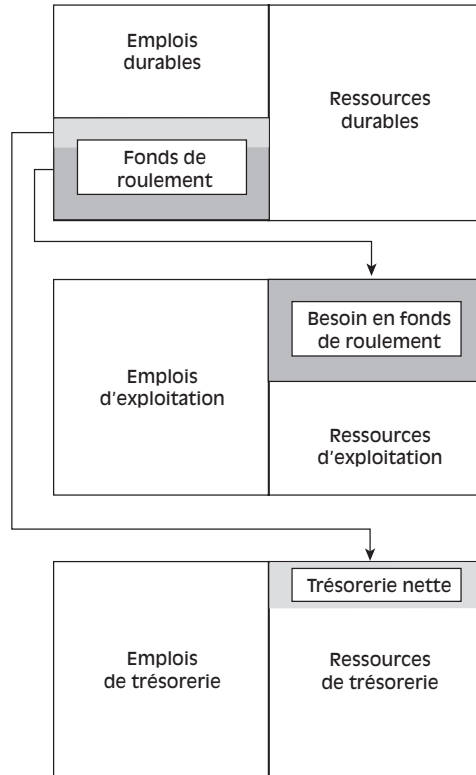 Emplois
durables
Ressources
durables
Fonds de
roulement
Besoin en fonds
de roulement
Emplois
d'exploitation
Ressources
d'exploitation
Trésorerie nette
Emplois
de trésorerie
Ressources
de trésorerie